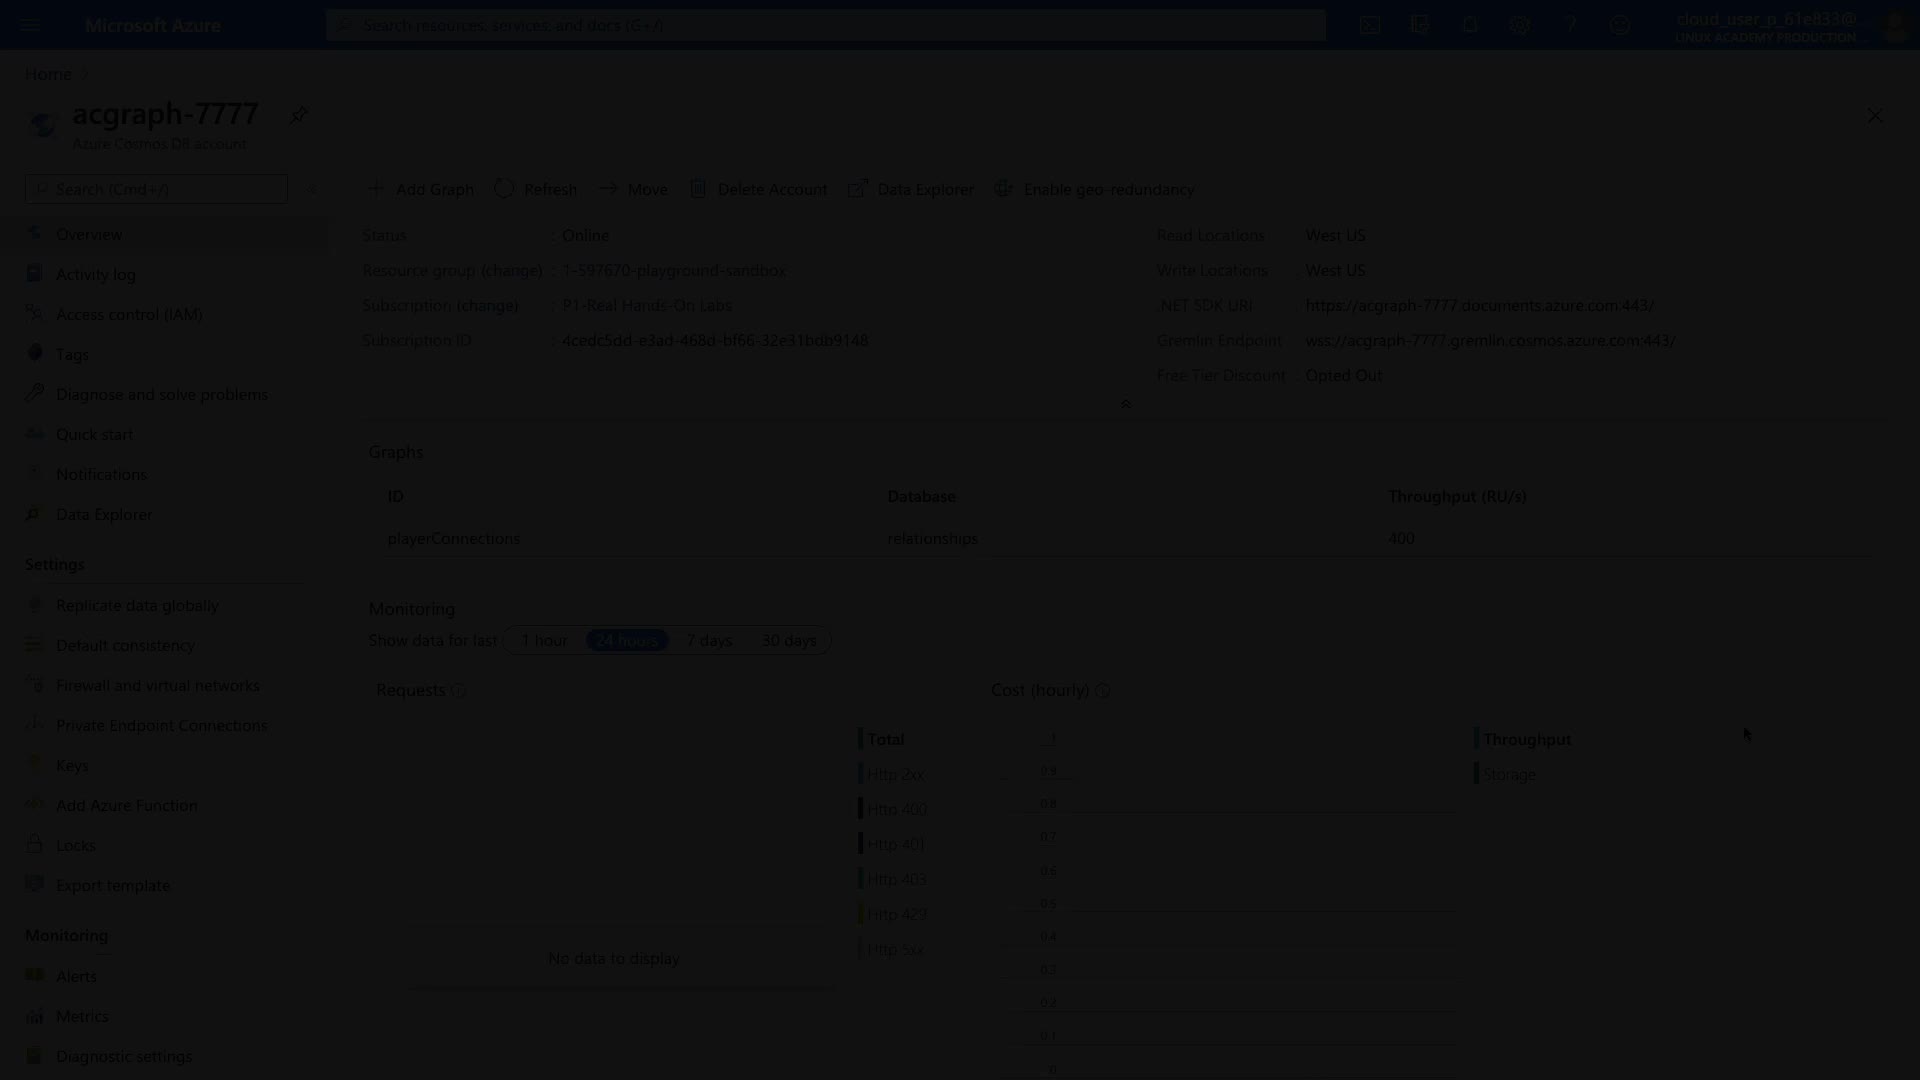 Microsoft Azure
Search resources, services, and docs (G+/)
cloud_user_p_61e833@...
LINUX ACADEMY PRODUCTION...
Home
acgraph-7777
Azure Cosmos DB account
Search (Cmd+/)
Add Graph
Refresh
Move
Delete Account
Data Explorer
Enable geo-redundancy
Overview
Activity log
Access control (IAM)
Tags
Diagnose and solve problems
Quick start
Notifications
Data Explorer
Settings
Replicate data globally
Default consistency
Firewall and virtual networks
Private Endpoint Connections
Keys
Add Azure Function
Locks
Export template
Monitoring
Alerts
Metrics
Diagnostic settings
Status : Online
Resource group (change) : 1-597670-playground-sandbox
Subscription (change) : P1-Real Hands-On Labs
Subscription ID : 4cedc5dd-e3ad-468d-bf66-32e31bdb9148
Read Locations : West US
Write Locations : West US
.NET SDK URI : https://acgraph-7777.documents.azure.com:443/
Gremlin Endpoint : wss://acgraph-7777.gremlin.cosmos.azure.com:443/
Free Tier Discount : Opted Out
Graphs
ID Database Throughput (RU/s)
playerConnections relationships 400
Monitoring
Show data for last 1 hour 24 hours 7 days 30 days
Requests
No data to display
Total
Http 2xx
Http 400
Http 401
Http 403
Http 429
Http 5xx
Cost (hourly)
1
0.9
0.8
0.7
0.6
0.5
0.4
0.3
0.2
0.1
0
Throughput
Storage